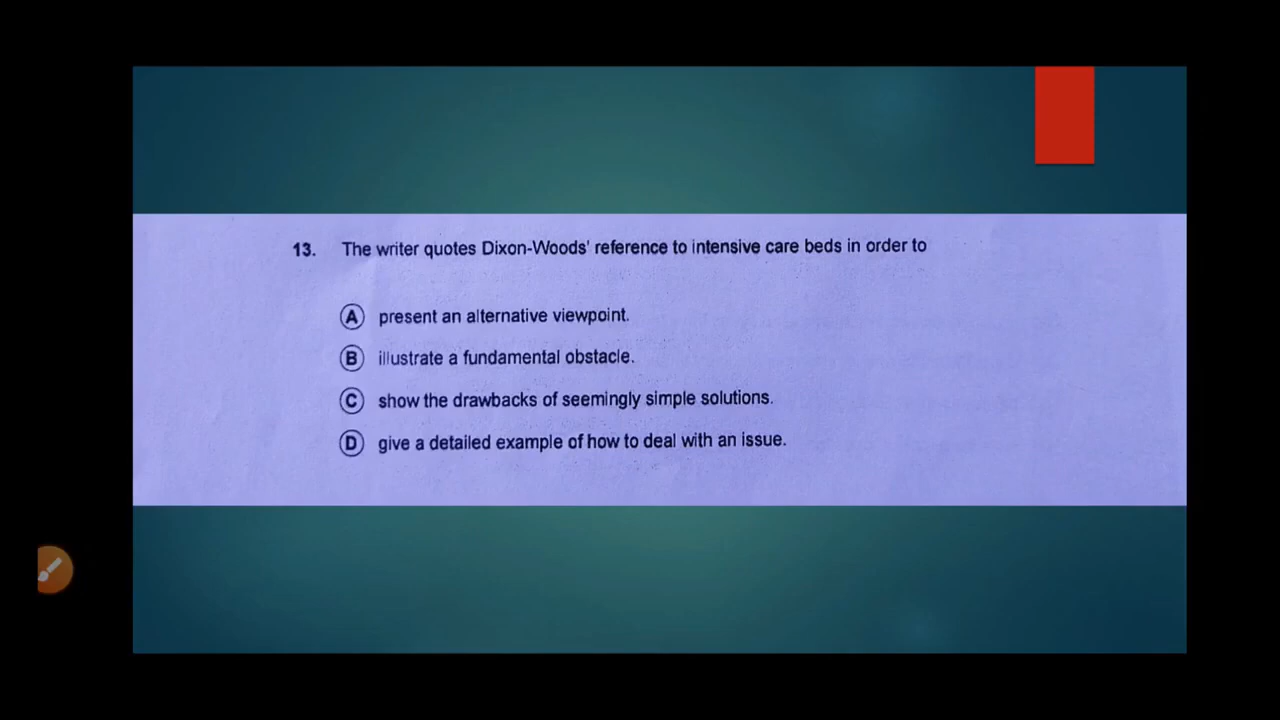 13. The writer quotes Dixon-Woods' reference to intensive care beds in order to
A present an alternative viewpoint.
B illustrate a fundamental obstacle.
C show the drawbacks of seemingly simple solutions.
D give a detailed example of how to deal with an issue.